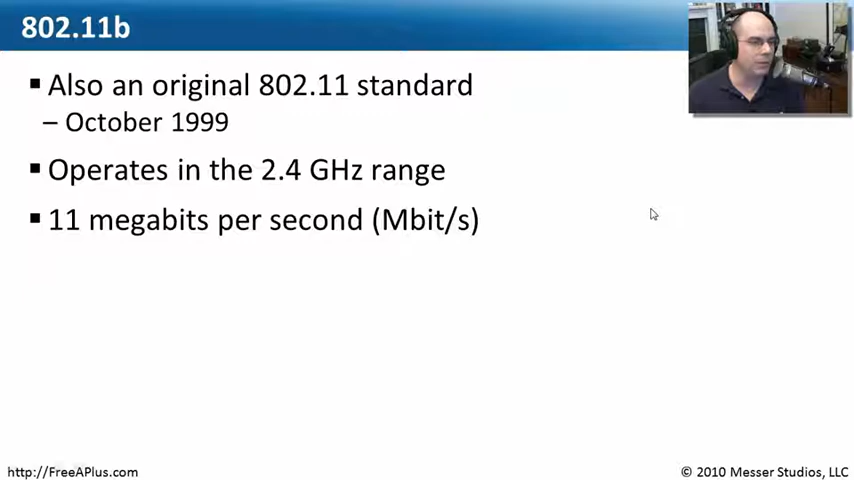 802.11b
▪ Also an original 802.11 standard
– October 1999
▪ Operates in the 2.4 GHz range
▪ 11 megabits per second (Mbit/s)
http://FreeAPlus.com
© 2010 Messer Studios, LLC